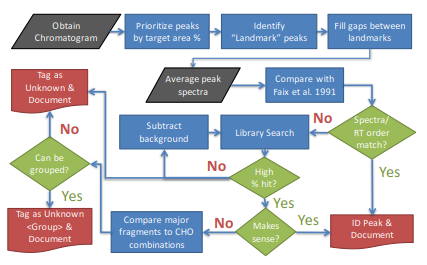 Obtain
Chromatogram
Prioritize peaks
by target area %
Identify
"Landmark" peaks
Fill gaps between
landmarks
Average peak
spectra
Compare with
Faix et al. 1991
Tag as
Unknown &
Document
Subtract
background
Library Search
No
Spectra/
RT order
match?
No
Can be
grouped?
No
High
% hit?
Yes
Yes
Tag as Unknown
<Group> &
Document
Compare major
fragments to CHO
combinations
No
Makes
sense?
Yes
ID Peak &
Document